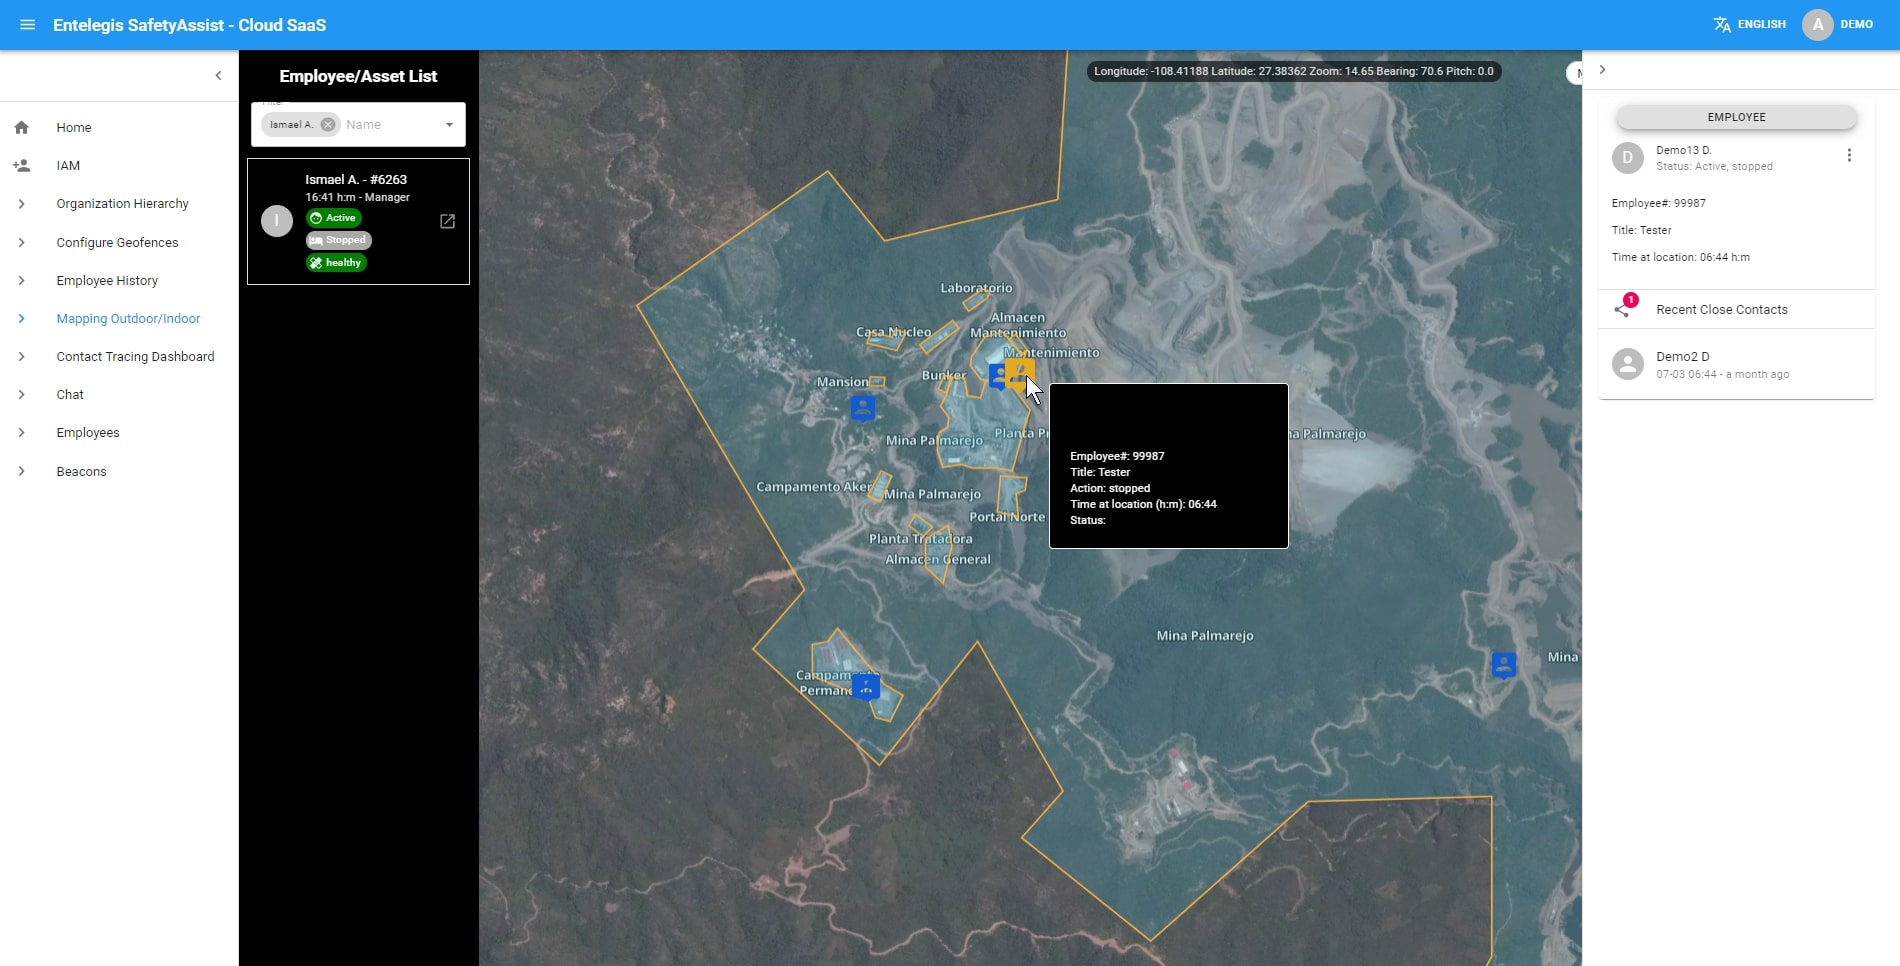 Entelegis SafetyAssist - Cloud SaaS
ENGLISH
A
DEMO
Home
IAM
Organization Hierarchy
Configure Geofences
Employee History
Mapping Outdoor/Indoor
Contact Tracing Dashboard
Chat
Employees
Beacons
Employee/Asset List
Ismael A.
Name
I
Ismael A. - #6263
16:41 h:m - Manager
Active
Stopped
healthy
Longitude: -108.41188 Latitude: 27.38362 Zoom: 14.65 Bearing: 70.6 Pitch: 0.0
Laboratorio
Almacen
Mantenimiento
Casa Nucleo
Mantenimiento
Bunker
Mansion
Mina Palmarejo
Planta Pr
na Palmarejo
Campamento Aker
Mina Palmarejo
Portal Norte
Planta Tratadora
Almacen General
Mina Palmarejo
Mina
Campamento
Permane
Employee#: 99987
Title: Tester
Action: stopped
Time at location (h:m): 06:44
Status:
EMPLOYEE
D
Demo13 D.
Status: Active, stopped
Employee#: 99987
Title: Tester
Time at location: 06:44 h:m
1
Recent Close Contacts
Demo2 D
07-03 06:44 - a month ago